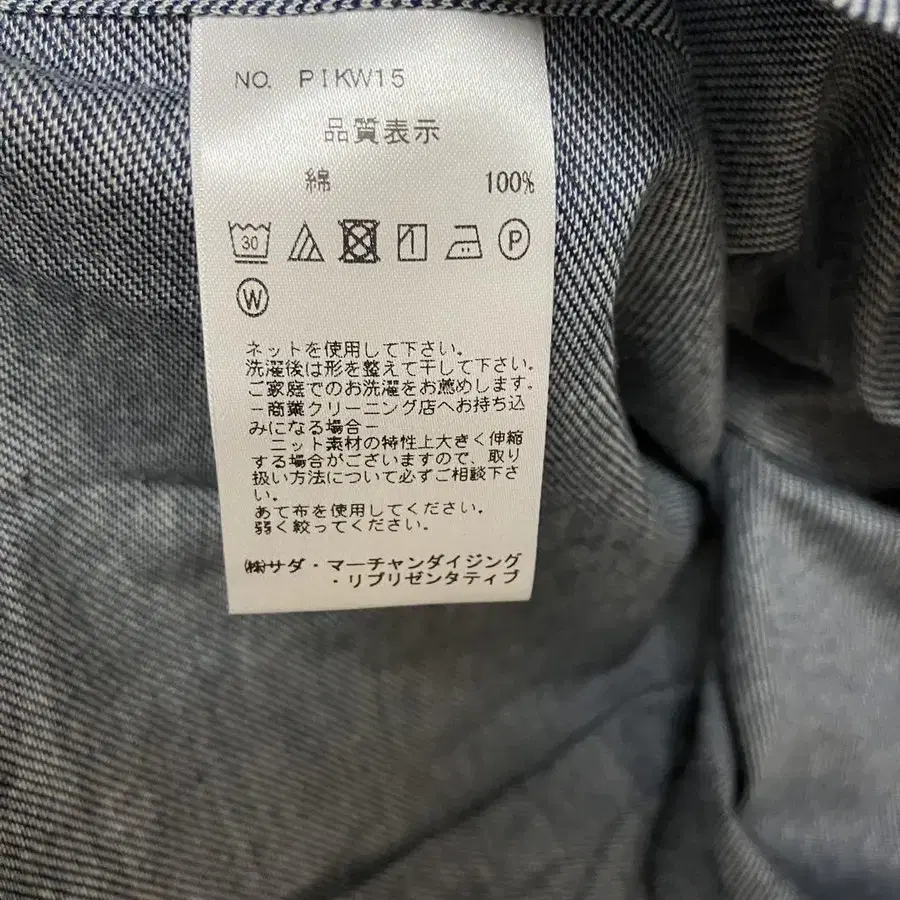 NO. PIKW15
品質表示
綿 100%
30
P
W
ネットを使用して下さい。
洗濯後は形を整えて干して下さい。
ご家庭でのお洗濯をお薦めします。
－商業クリーニング店へお持ち込
みになる場合－
ニット素材の特性上大きく伸縮
する場合がございますので、取り
扱い方法について必ずご相談下さ
い。
あて布を使用してください。
弱く絞ってください。
㈱サダ・マーチャンダイジング
・リプリゼンタティブ